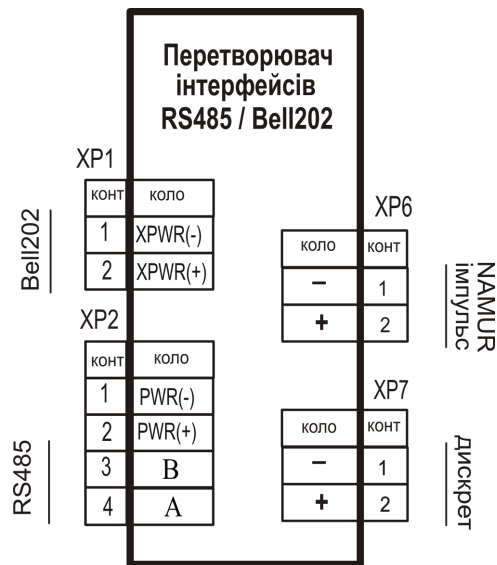 Перетворювач
інтерфейсів
RS485 / Bell202
XP1
конт коло
1 XPWR(-)
2 XPWR(+)
Bell202
XP2
конт коло
1 PWR(-)
2 PWR(+)
3 B
4 A
RS485
XP6
коло конт
− 1
+ 2
NAMUR
імпульс
XP7
коло конт
− 1
+ 2
дискрет